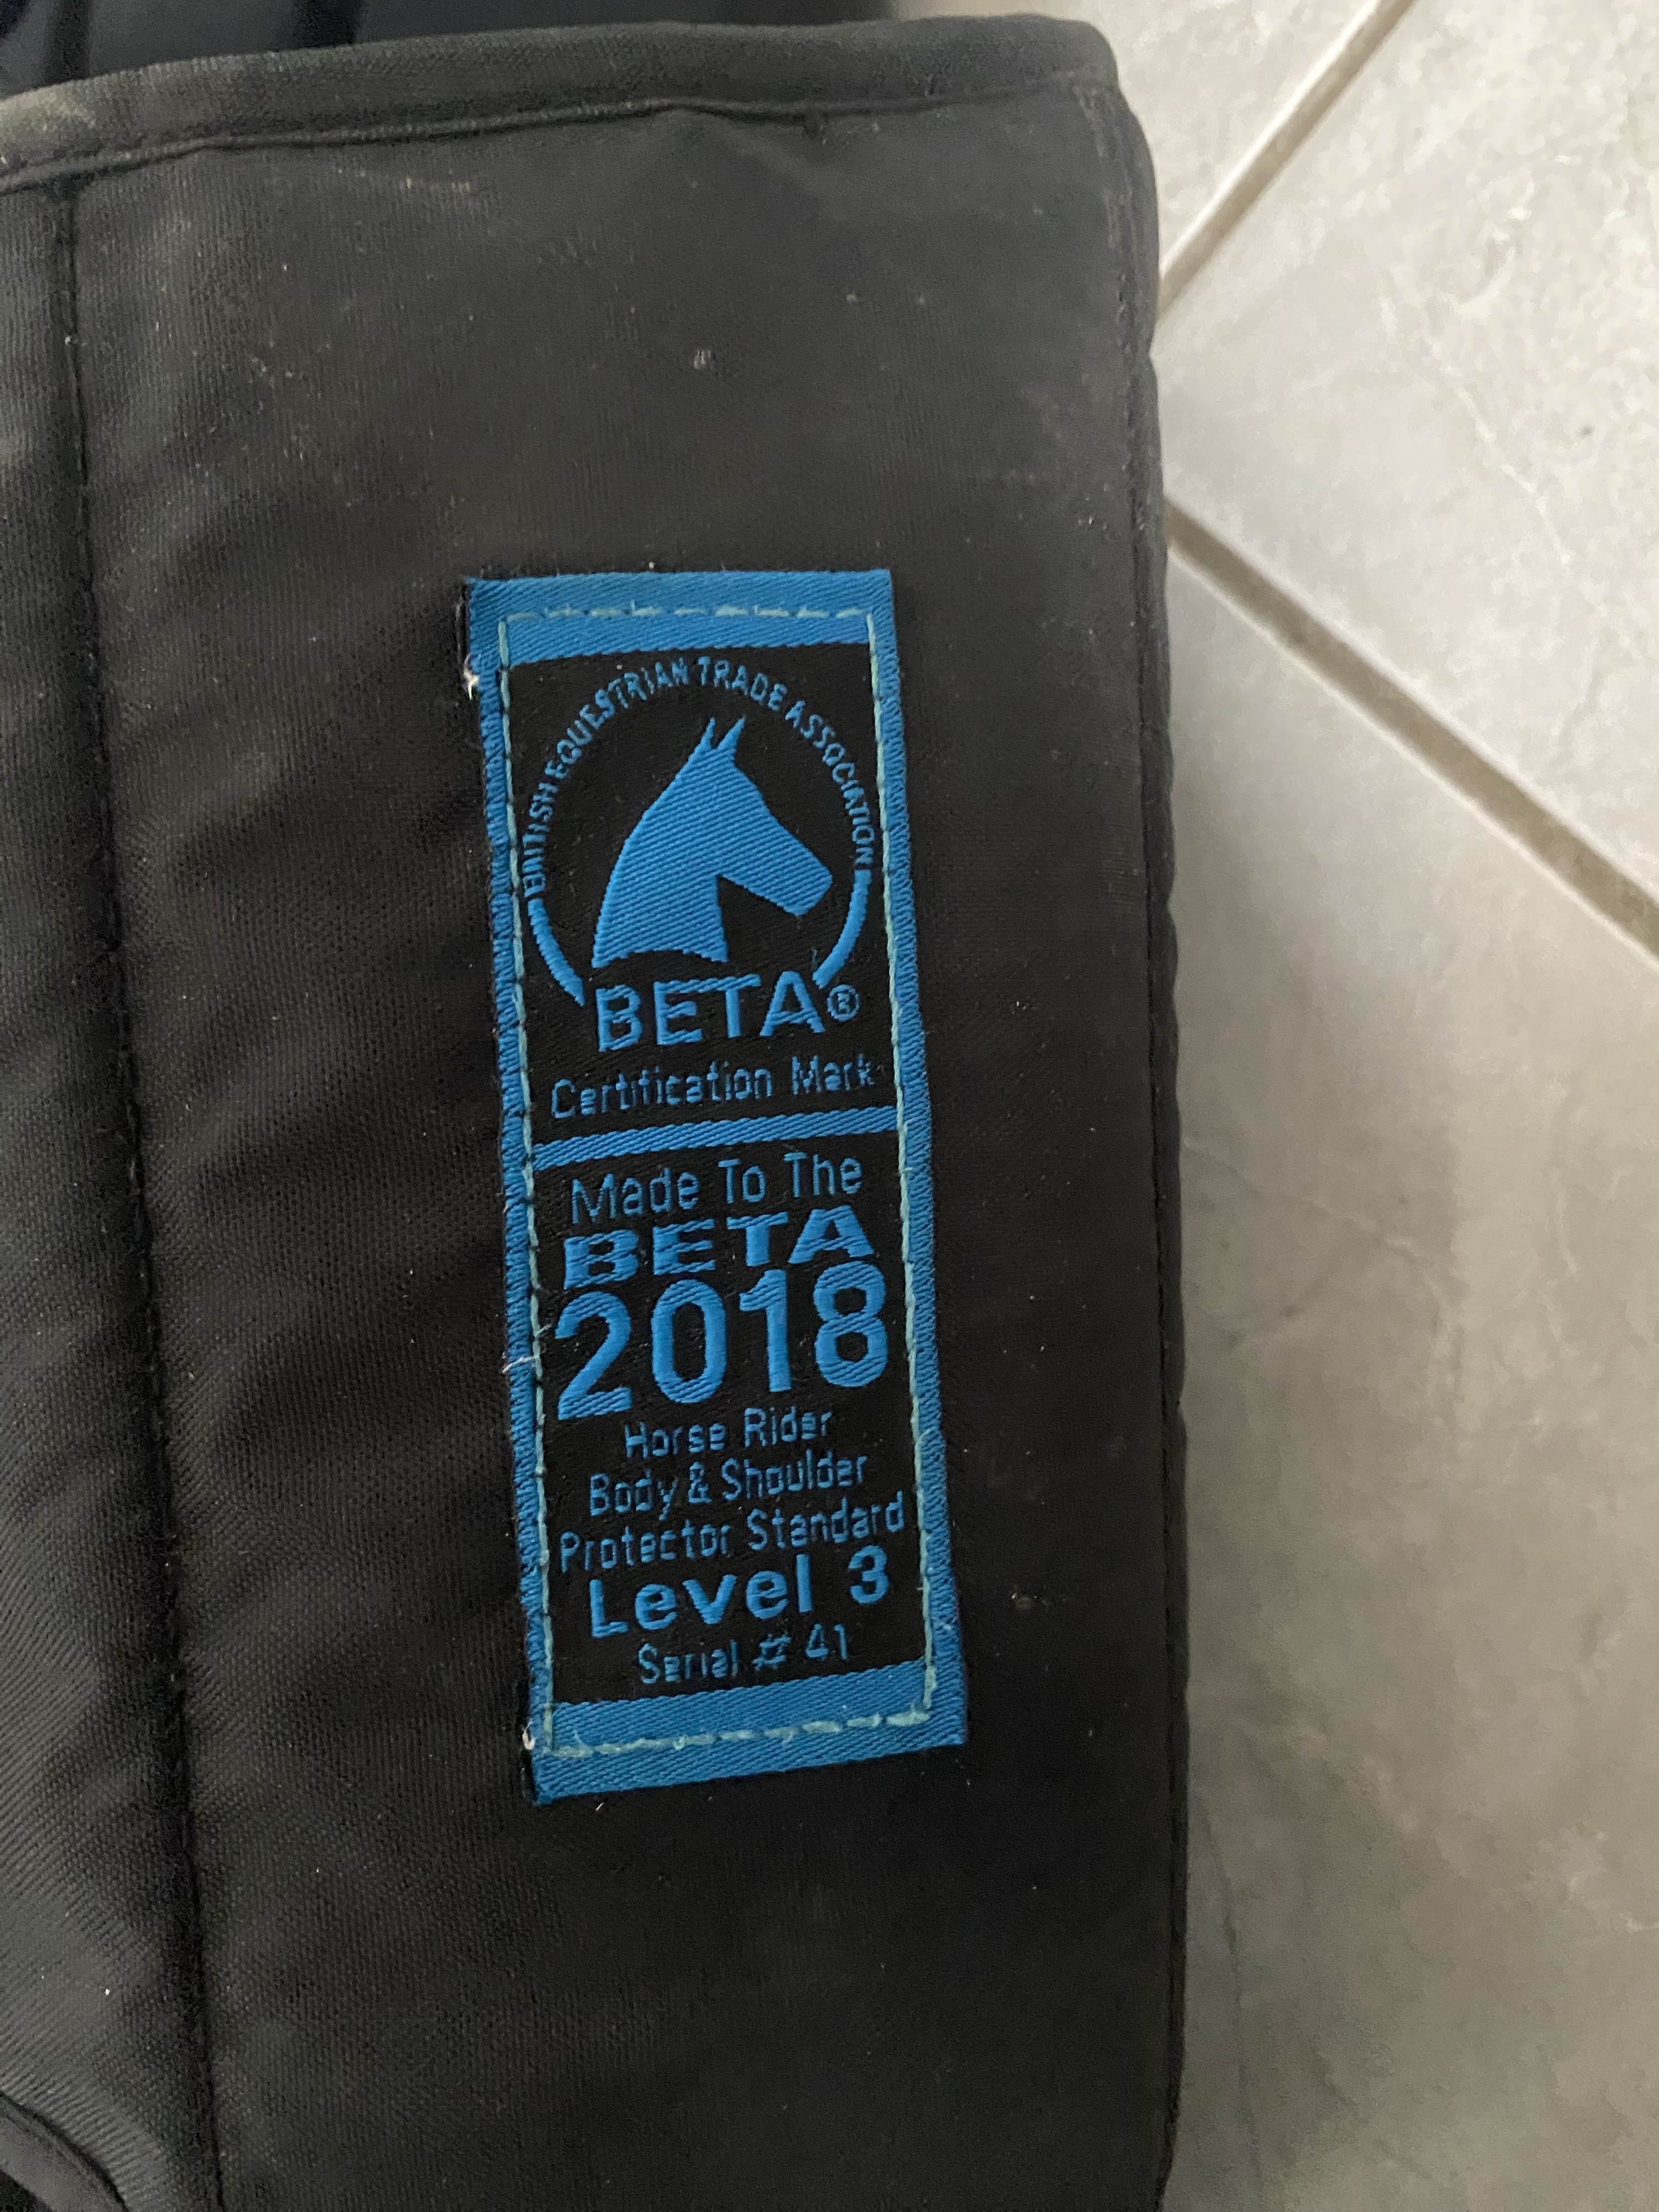 BRITISH EQUESTRIAN TRADE ASSOCIATION
BETA®
Certification Mark
Made To The
BETA
2018
Horse Rider
Body & Shoulder
Protector Standard
Level 3
Serial # 41